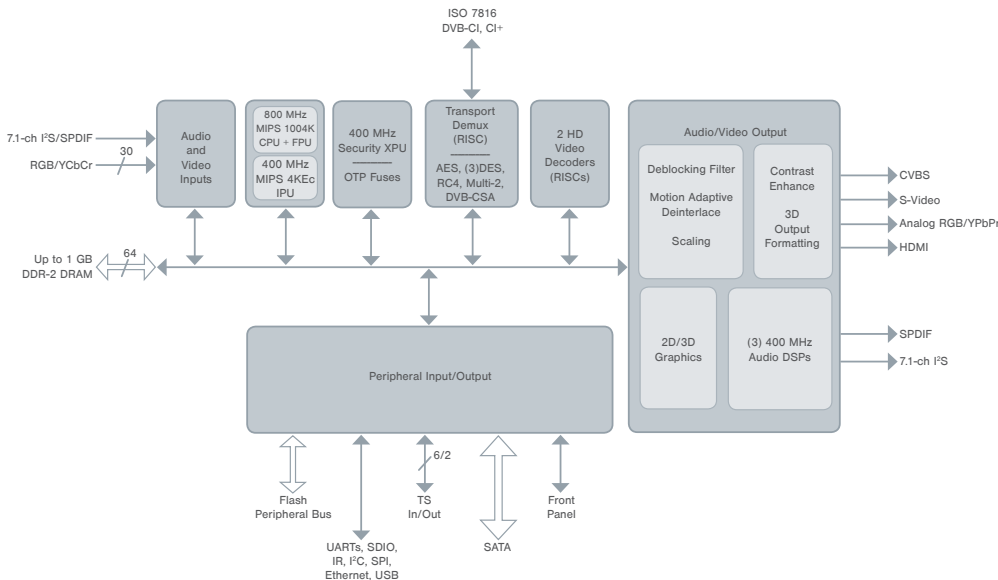 ISO 7816
DVB-CI, CI+
7.1-ch I²S/SPDIF
30
RGB/YCbCr
Audio
and
Video
Inputs
800 MHz
MIPS 1004K
CPU + FPU
400 MHz
MIPS 4KEc
IPU
400 MHz
Security XPU
OTP Fuses
Transport
Demux
(RISC)
AES, (3)DES,
RC4, Multi-2,
DVB-CSA
2 HD
Video
Decoders
(RISCs)
Audio/Video Output
Deblocking Filter
Motion Adaptive
Deinterlace
Scaling
Contrast
Enhance
3D
Output
Formatting
CVBS
S-Video
Analog RGB/YPbPr
HDMI
Up to 1 GB
DDR-2 DRAM
64
2D/3D
Graphics
(3) 400 MHz
Audio DSPs
SPDIF
7.1-ch I²S
Peripheral Input/Output
6/2
Flash
Peripheral Bus
UARTs, SDIO,
IR, I²C, SPI,
Ethernet, USB
TS
In/Out
SATA
Front
Panel